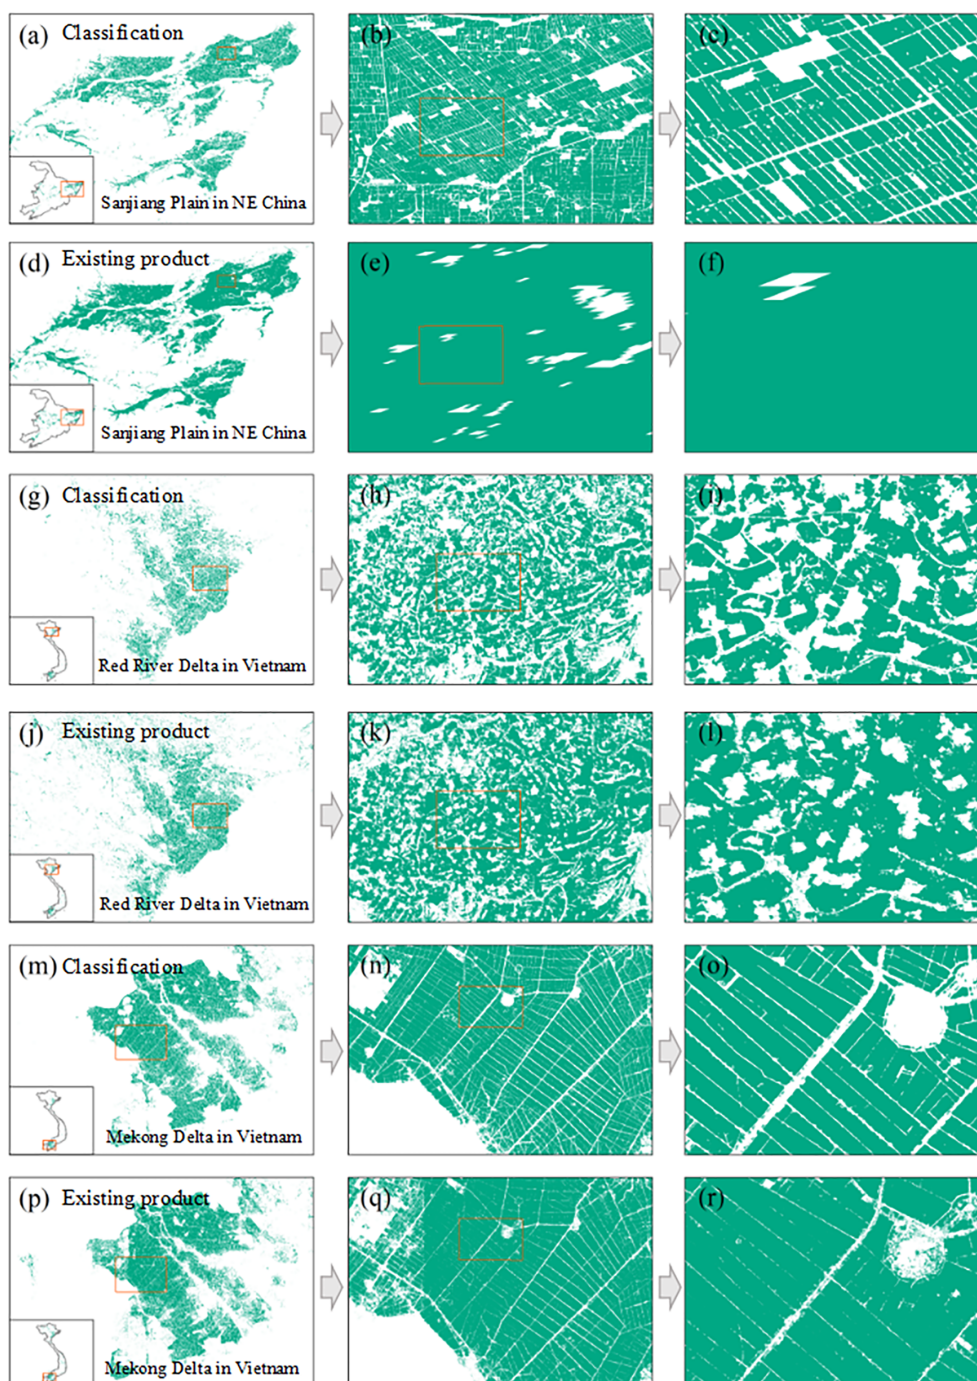 (a) Classification
(b)
(c)
Sanjiang Plain in NE China
(d) Existing product
(e)
(f)
Sanjiang Plain in NE China
(g) Classification
(h)
(i)
Red River Delta in Vietnam
(j) Existing product
(k)
(l)
Red River Delta in Vietnam
(m) Classification
(n)
(o)
Mekong Delta in Vietnam
(p) Existing product
(q)
(r)
Mekong Delta in Vietnam